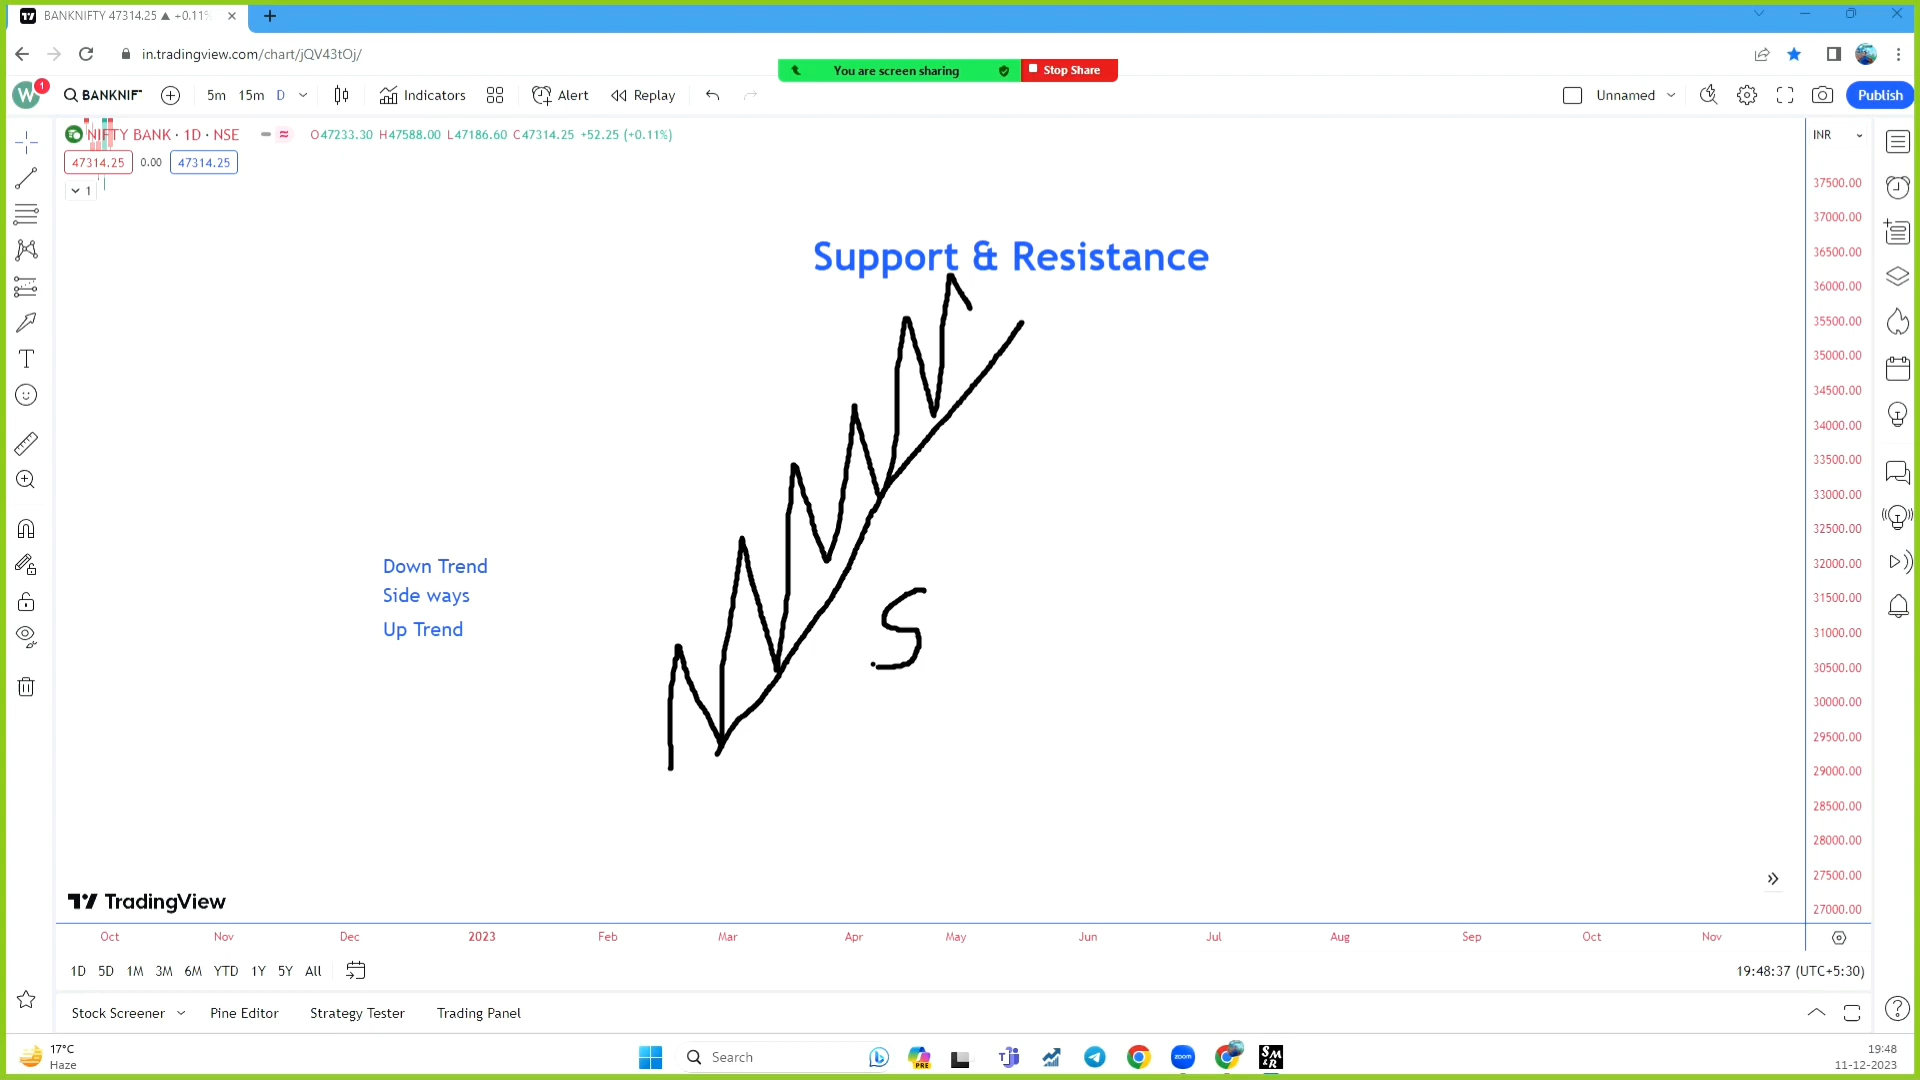 BANKNIFTY 47314.25 ▲ +0.11%
in.tradingview.com/chart/jQV43tOj/
You are screen sharing
Stop Share
W 1
BANKNIF
5m 15m D
Indicators
Alert
Replay
Unnamed
Publish
NIFTY BANK · 1D · NSE
O47233.30 H47588.00 L47186.60 C47314.25 +52.25 (+0.11%)
INR
47314.25 0.00 47314.25
1
37500.00
37000.00
Support & Resistance
36500.00
36000.00
35500.00
35000.00
34500.00
34000.00
33500.00
33000.00
32500.00
32000.00
31500.00
31000.00
30500.00
30000.00
29500.00
29000.00
28500.00
28000.00
27500.00
27000.00
Down Trend
Side ways
Up Trend
S
TradingView
Oct Nov Dec 2023 Feb Mar Apr May Jun Jul Aug Sep Oct Nov
1D 5D 1M 3M 6M YTD 1Y 5Y All
19:48:37 (UTC+5:30)
Stock Screener Pine Editor Strategy Tester Trading Panel
17°C
Haze
Search
PRE
zoom
19:48
11-12-2023